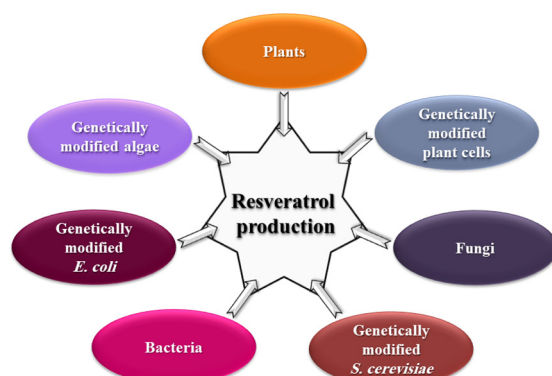 Plants
Genetically
modified algae
Genetically
modified
plant cells
Resveratrol
production
Genetically
modified
E. coli
Fungi
Bacteria
Genetically
modified
S. cerevisiae